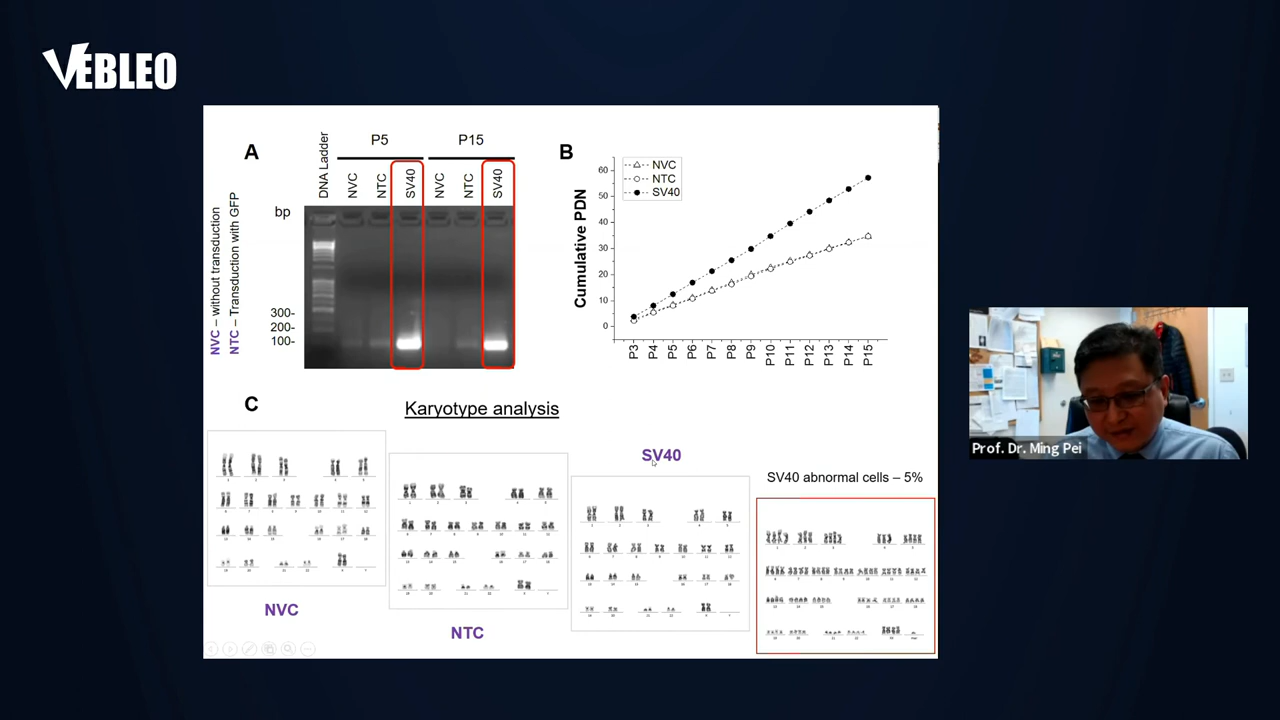 VEBLEO
A
P5
P15
DNA Ladder
NVC
NTC
SV40
NVC
NTC
SV40
bp
300-
200-
100-
NVC – without transduction
NTC – Transduction with GFP
B
NVC
NTC
SV40
Cumulative PDN
60
50
40
30
20
10
0
P3 P4 P5 P6 P7 P8 P9 P10 P11 P12 P13 P14 P15
C
Karyotype analysis
NVC
NTC
SV40
SV40 abnormal cells – 5%
Prof. Dr. Ming Pei